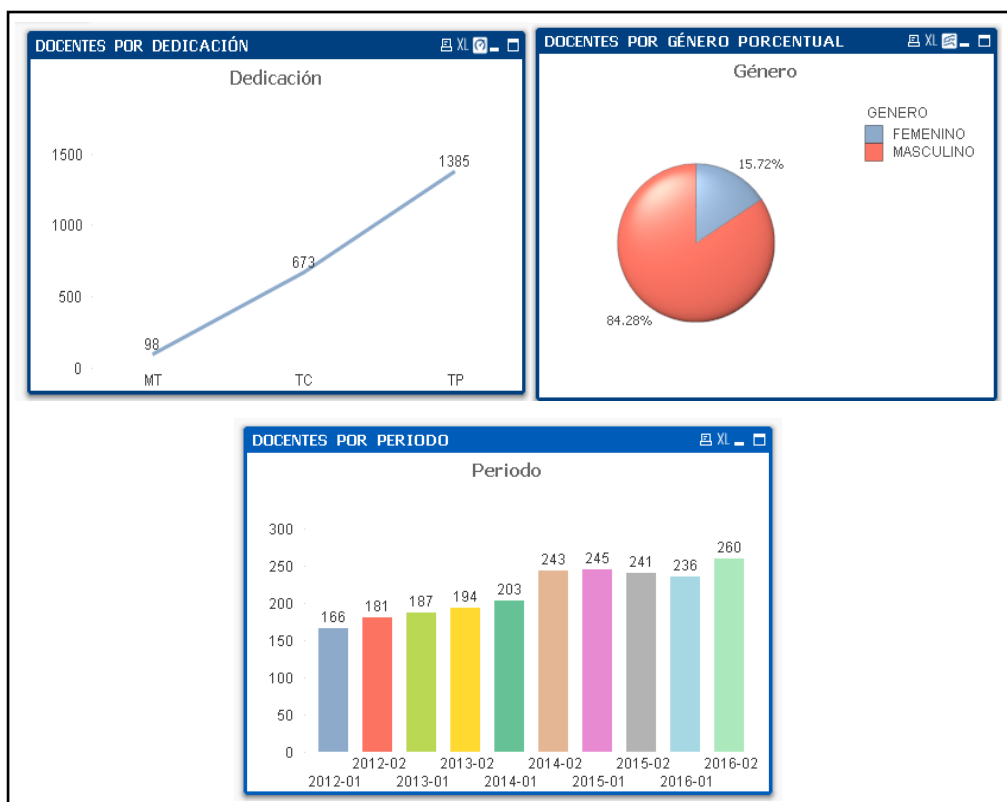 DOCENTES POR DEDICACIÓN XL
Dedicación
1500
1000
500
0
98
673
1385
MT TC TP
DOCENTES POR GÉNERO PORCENTUAL XL
Género
GENERO
FEMENINO
MASCULINO
15.72%
84.28%
DOCENTES POR PERIODO XL
Periodo
300
250
200
150
100
50
0
166 181 187 194 203 243 245 241 236 260
2012-01 2012-02 2013-01 2013-02 2014-01 2014-02 2015-01 2015-02 2016-01 2016-02